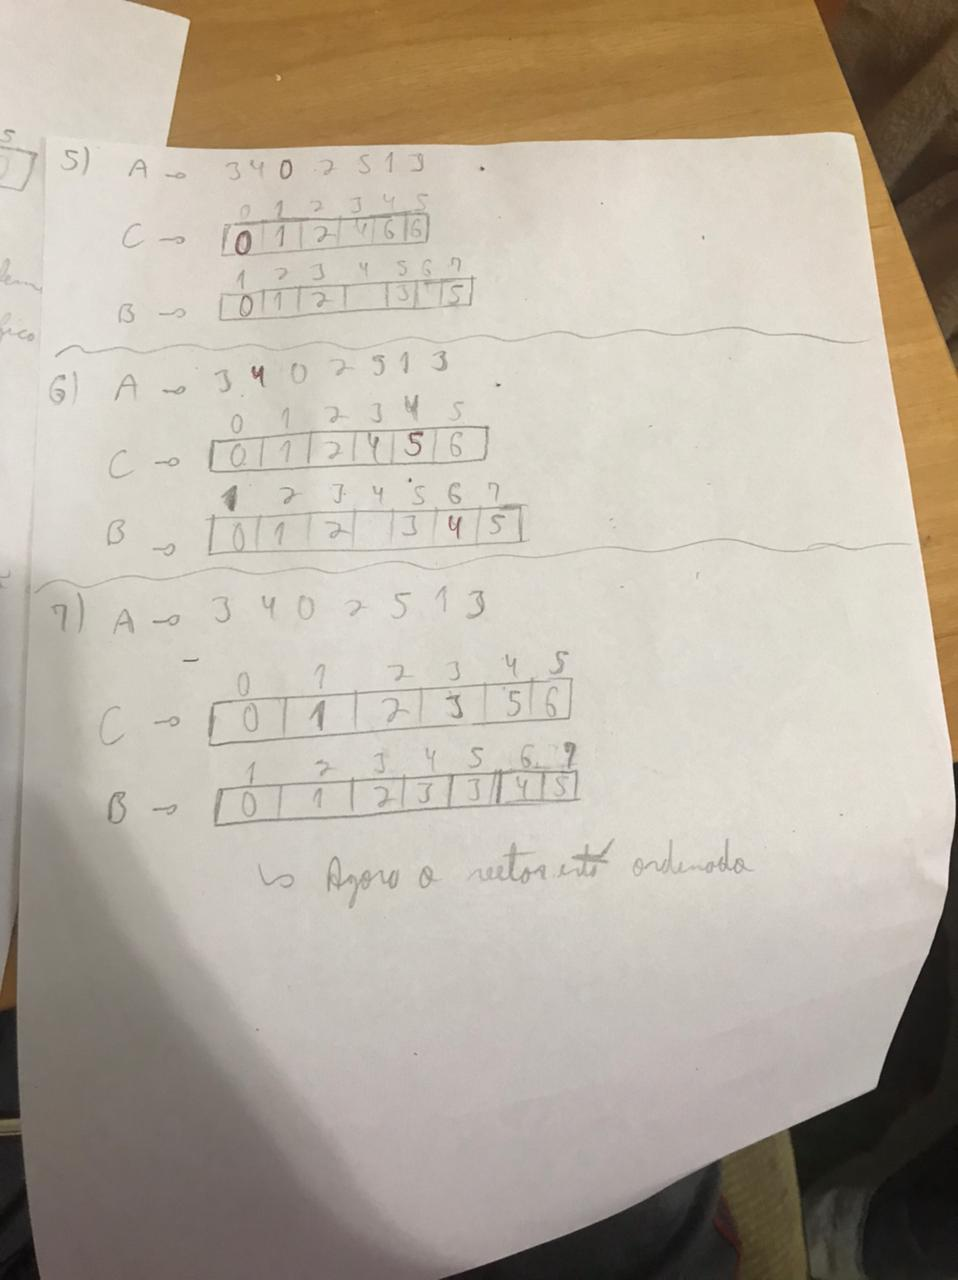 5) A → 3 4 0 2 5 1 3
0 1 2 3 4 5
C → 0 1 2 4 6 6
1 2 3 4 5 6 7
B → 0 1 2 3 5
6) A → 3 4 0 2 5 1 3
0 1 2 3 4 5
C → 0 1 2 4 5 6
1 2 3 4 5 6 7
B → 0 1 2 3 4 5
7) A → 3 4 0 2 5 1 3
0 1 2 3 4 5
C → 0 1 2 3 5 6
1 2 3 4 5 6 7
B → 0 1 2 3 3 4 5
↳ Agora o vetor está ordenado